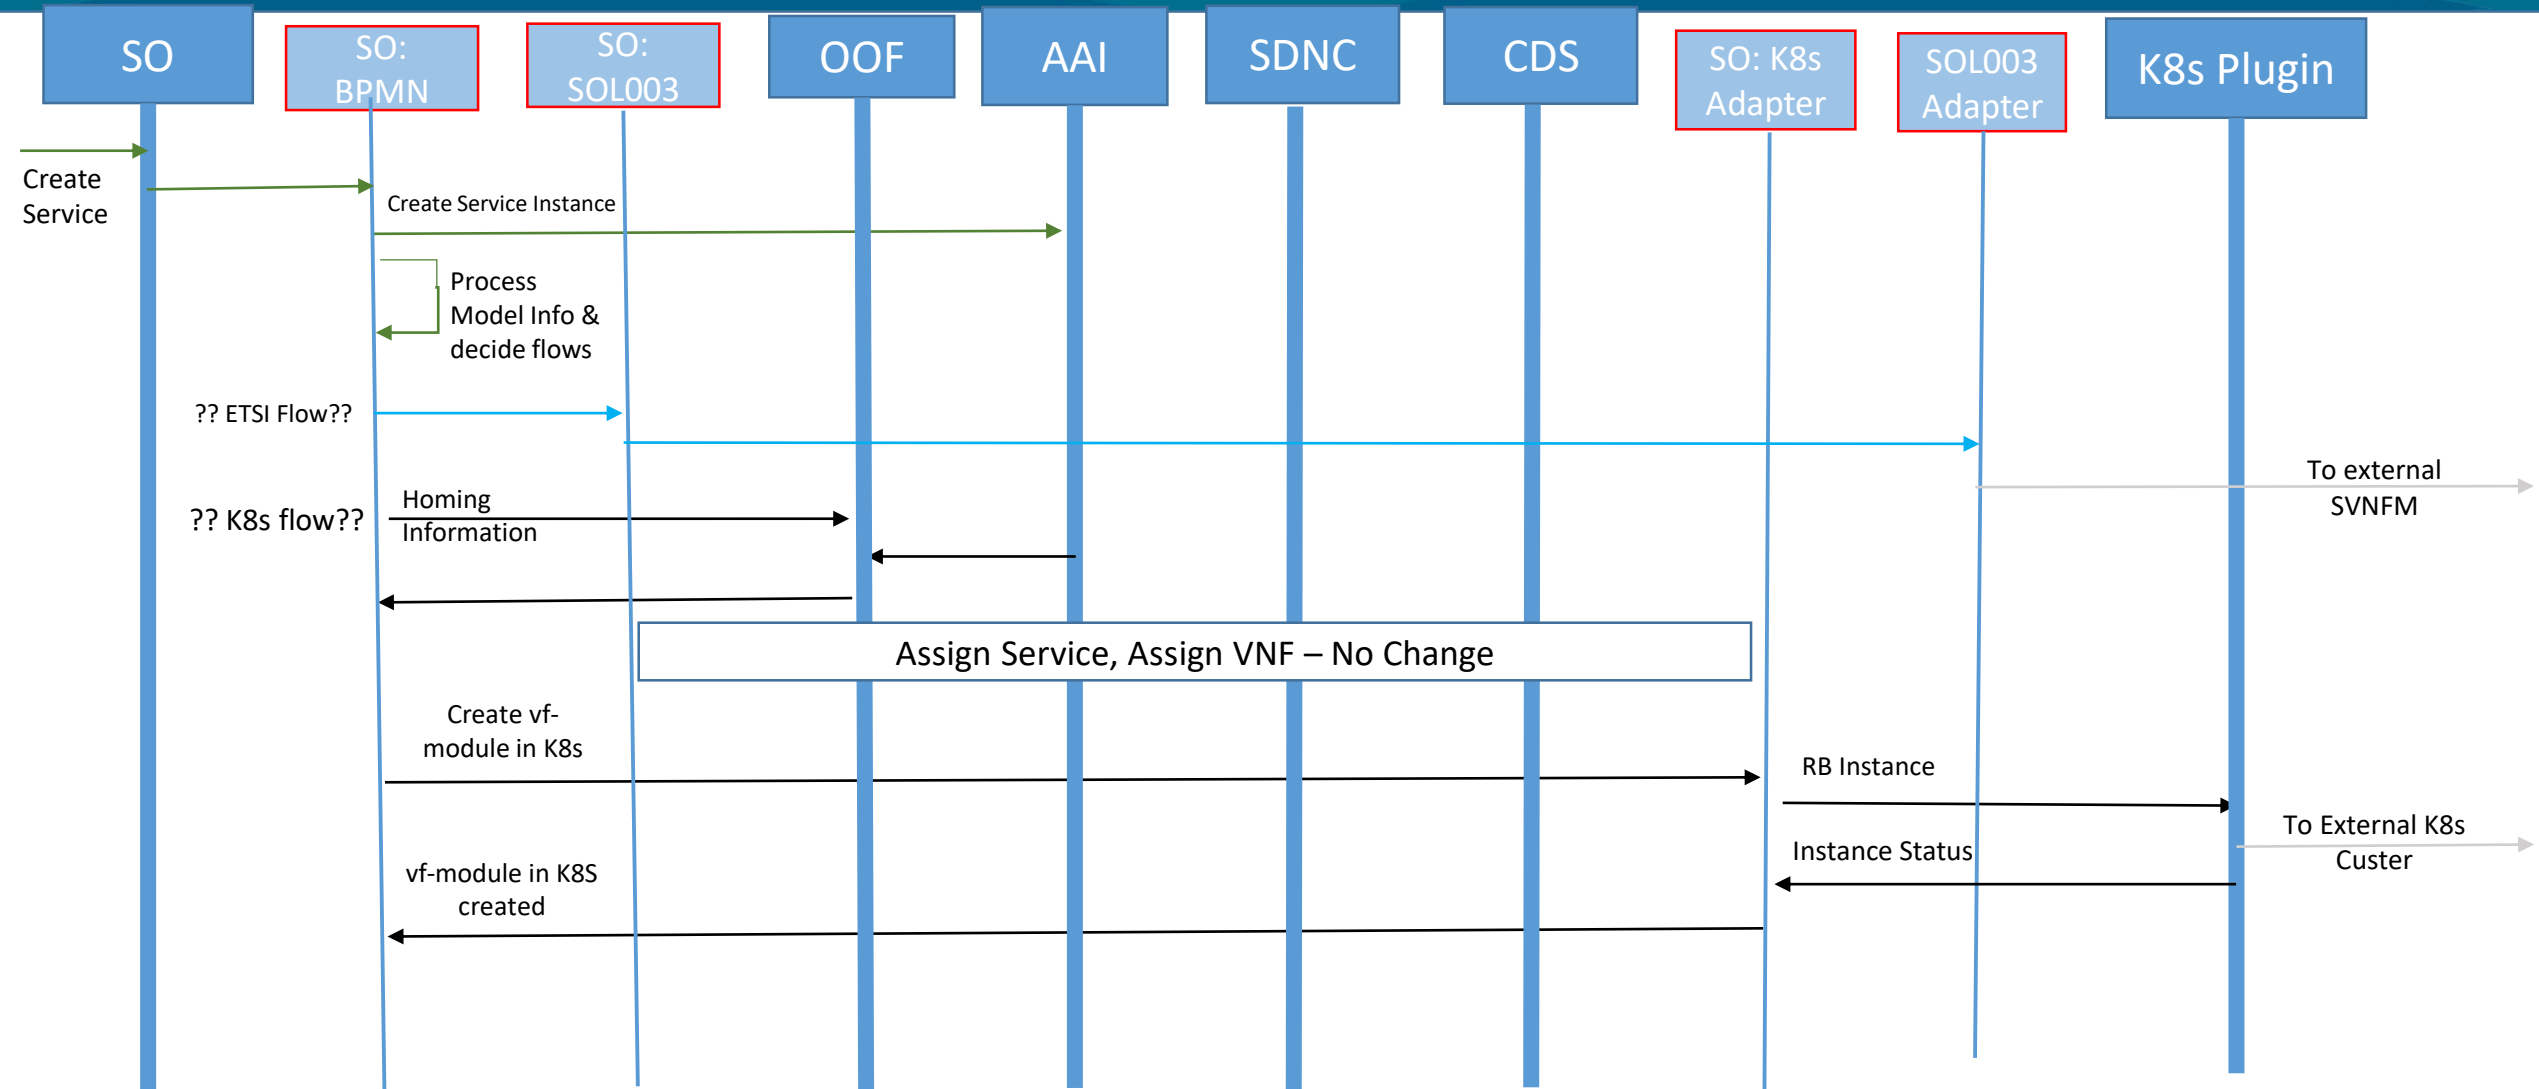 SO
SO:
BPMN
SO:
SOL003
OOF
AAI
SDNC
CDS
SO: K8s
Adapter
SOL003
Adapter
K8s Plugin
Create
Service
Create Service Instance
Process
Model Info &
decide flows
?? ETSI Flow??
To external
SVNFM
?? K8s flow??
Homing
Information
Assign Service, Assign VNF – No Change
Create vf-
module in K8s
RB Instance
To External K8s
Custer
Instance Status
vf-module in K8S
created